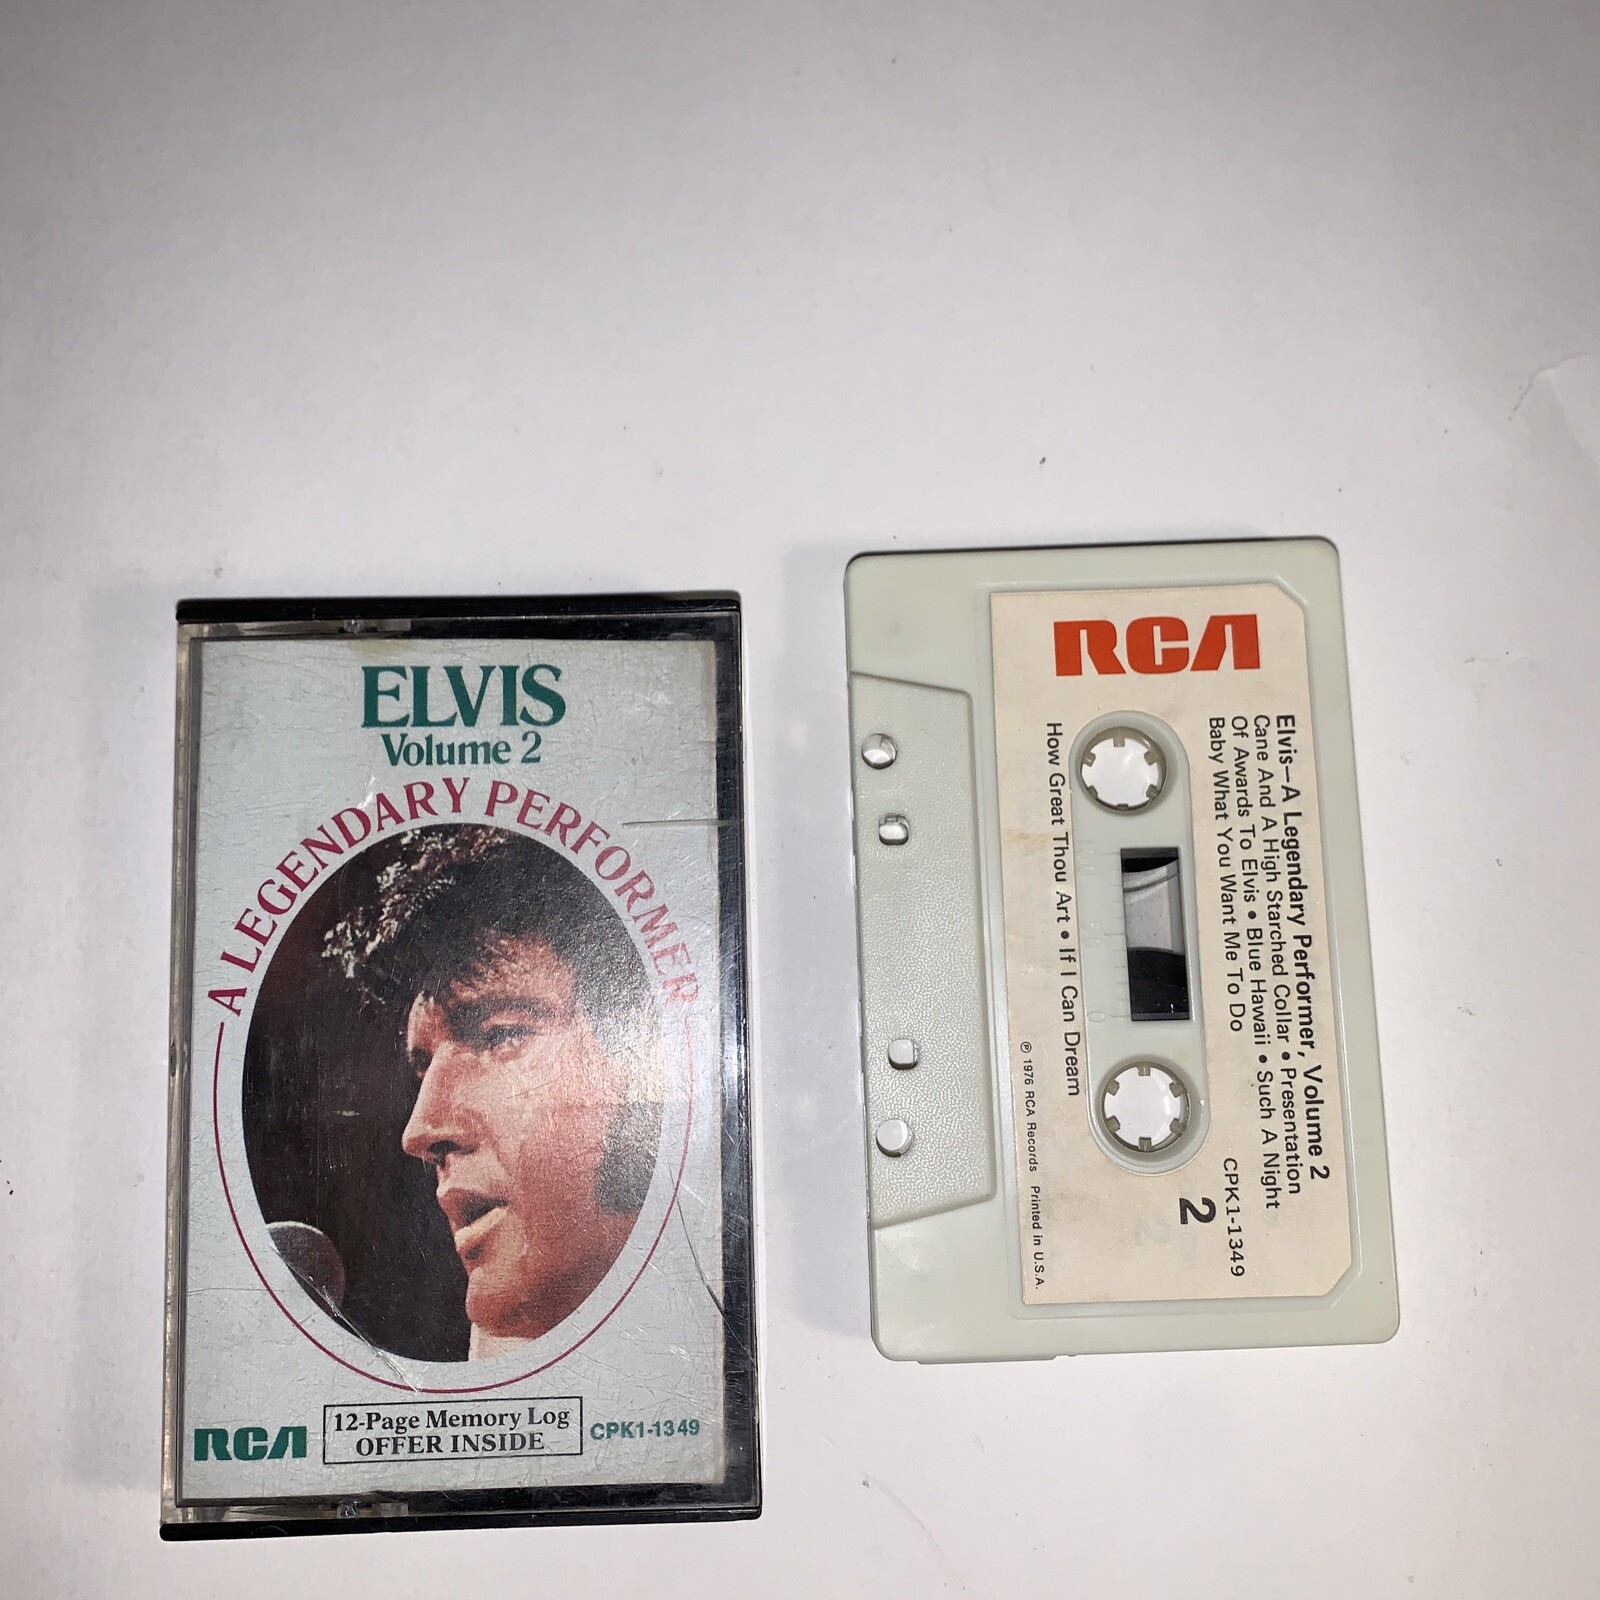 ELVIS
Volume 2
A LEGENDARY PERFORMER
RCA
12-Page Memory Log
OFFER INSIDE
CPK1-1349
RCA
Elvis—A Legendary Performer, Volume 2
Cane And A High Starched Collar • Presentation
Of Awards To Elvis • Blue Hawaii • Such A Night
Baby What You Want Me To Do
CPK1-1349
2
How Great Thou Art • If I Can Dream
℗ 1976 RCA Records Printed in U.S.A.